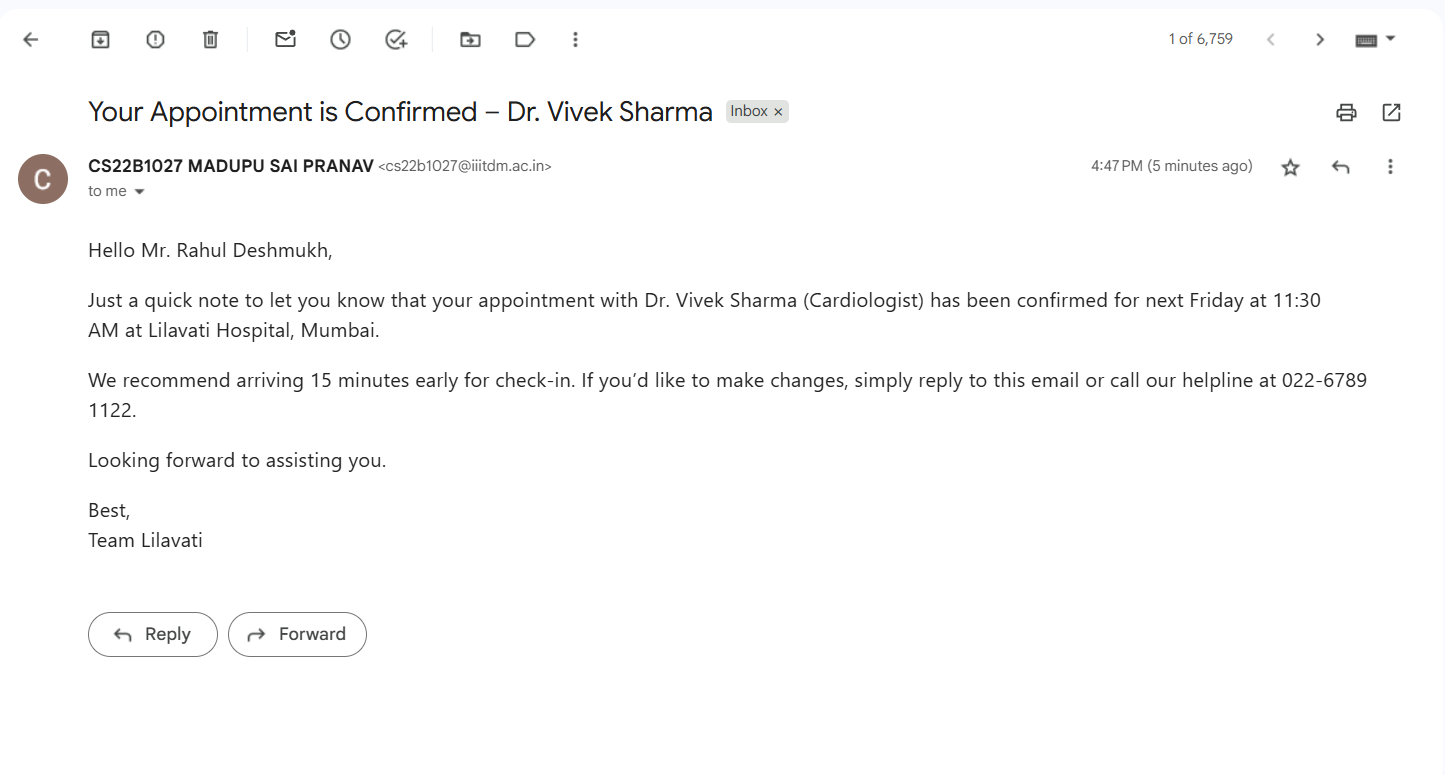 1 of 6,759
Your Appointment is Confirmed – Dr. Vivek Sharma Inbox ×
C
CS22B1027 MADUPU SAI PRANAV <cs22b1027@iiitdm.ac.in> 4:47 PM (5 minutes ago)
to me
Hello Mr. Rahul Deshmukh,
Just a quick note to let you know that your appointment with Dr. Vivek Sharma (Cardiologist) has been confirmed for next Friday at 11:30
AM at Lilavati Hospital, Mumbai.
We recommend arriving 15 minutes early for check-in. If you’d like to make changes, simply reply to this email or call our helpline at 022-6789
1122.
Looking forward to assisting you.
Best,
Team Lilavati
Reply Forward